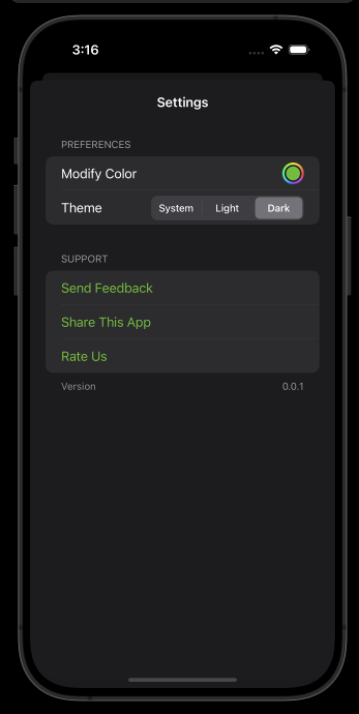 3:16
Settings
PREFERENCES
Modify Color
Theme System Light Dark
SUPPORT
Send Feedback
Share This App
Rate Us
Version 0.0.1